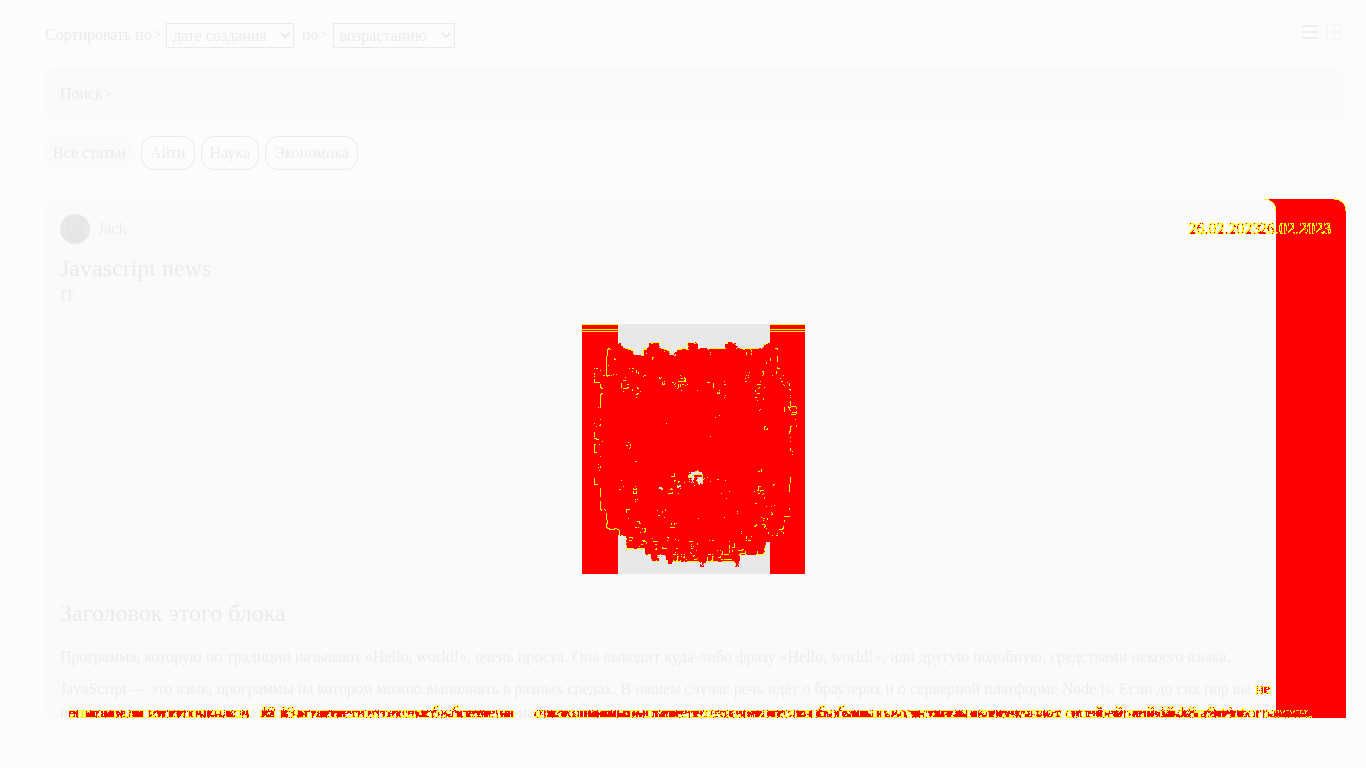 Сортировать по> дате создания по> возрастанию
Поиск>
Все статьи Айти Наука Экономика
Jack 26.02.2023 26.02.2023
Javascript news
IT
Заголовок этого блока
Программа, которую по традиции называют «Hello, world!», очень проста. Она выводит куда-либо фразу «Hello, world!», или другую подобную, средствами некоего языка.
JavaScript — это язык, программы на котором можно выполнять в разных средах. В нашем случае речь идёт о браузерах и о серверной платформе Node.js. Если до сих пор вы не